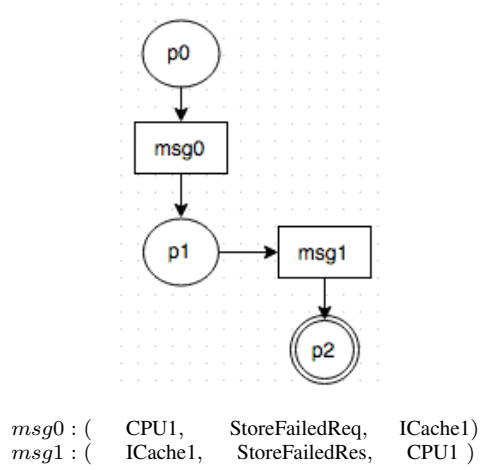 p0
msg0
p1
msg1
p2
msg0 : ( CPU1, StoreFailedReq, ICache1)
msg1 : ( ICache1, StoreFailedRes, CPU1 )